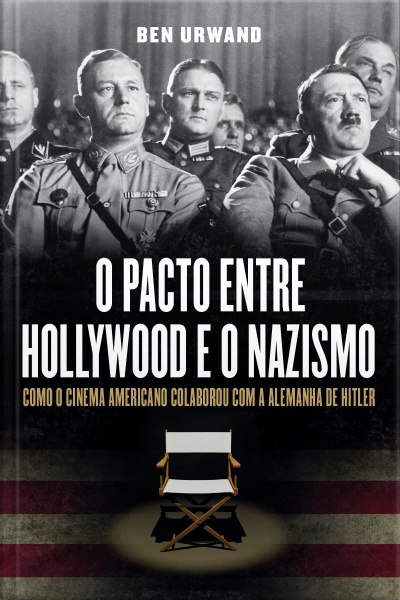 BEN URWAND
O PACTO ENTRE
HOLLYWOOD E O NAZISMO
COMO O CINEMA AMERICANO COLABOROU COM A ALEMANHA DE HITLER